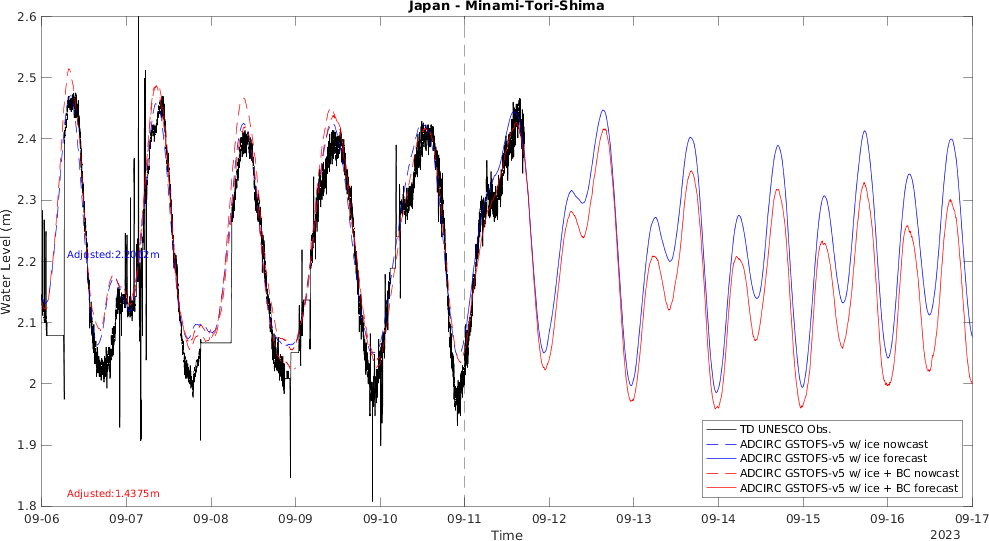 Japan - Minami-Tori-Shima
Water Level (m)
2.6
2.5
2.4
2.3
2.2
2.1
2
1.9
1.8
Adjusted:1.4375m
TD UNESCO Obs.
ADCIRC GSTOFS-v5 w/ ice nowcast
ADCIRC GSTOFS-v5 w/ ice forecast
ADCIRC GSTOFS-v5 w/ ice + BC nowcast
ADCIRC GSTOFS-v5 w/ ice + BC forecast
09-06 09-07 09-08 09-09 09-10 09-11 09-12 09-13 09-14 09-15 09-16 09-17
Time
2023